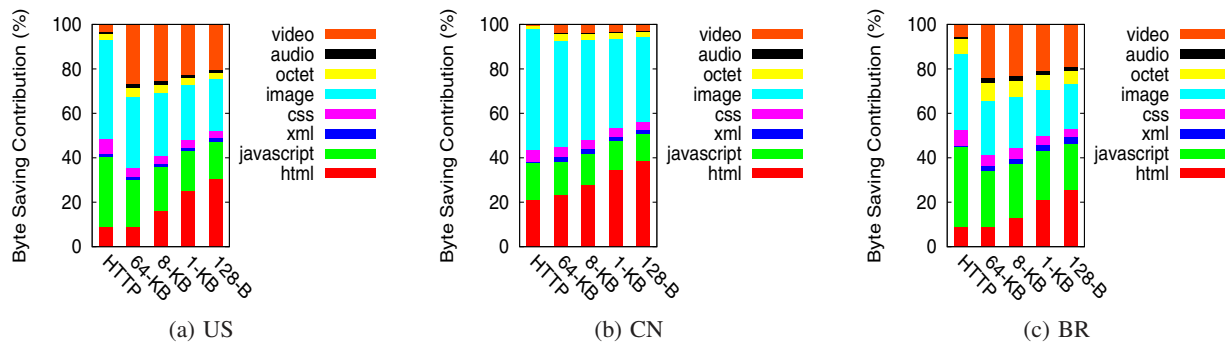 Byte Saving Contribution (%)
100
80
60
40
20
0
HTTP
64-KB
8-KB
1-KB
128-B
video
audio
octet
image
css
xml
javascript
html
(a) US
Byte Saving Contribution (%)
100
80
60
40
20
0
HTTP
64-KB
8-KB
1-KB
128-B
video
audio
octet
image
css
xml
javascript
html
(b) CN
Byte Saving Contribution (%)
100
80
60
40
20
0
HTTP
64-KB
8-KB
1-KB
128-B
video
audio
octet
image
css
xml
javascript
html
(c) BR